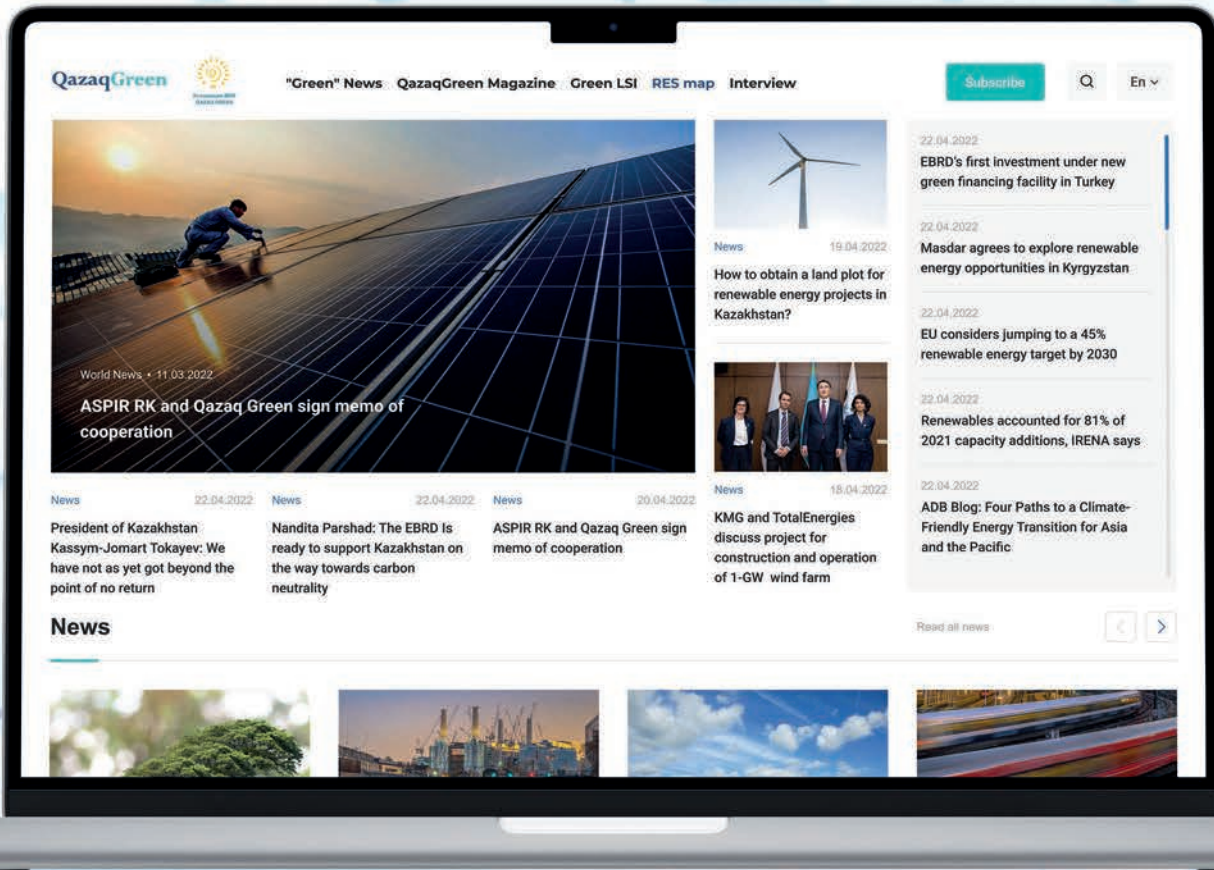 QazaqGreen
"Green" News QazaqGreen Magazine Green LSI RES map Interview
Subscribe
En
World News • 11.03.2022
ASPIR RK and Qazaq Green sign memo of
cooperation
News 22.04.2022
President of Kazakhstan
Kassym-Jomart Tokayev: We
have not as yet got beyond the
point of no return
News 22.04.2022
Nandita Parshad: The EBRD Is
ready to support Kazakhstan on
the way towards carbon
neutrality
News 20.04.2022
ASPIR RK and Qazaq Green sign
memo of cooperation
News 19.04.2022
How to obtain a land plot for
renewable energy projects in
Kazakhstan?
News 18.04.2022
KMG and TotalEnergies
discuss project for
construction and operation
of 1-GW wind farm
22.04.2022
EBRD's first investment under new
green financing facility in Turkey
22.04.2022
Masdar agrees to explore renewable
energy opportunities in Kyrgyzstan
22.04.2022
EU considers jumping to a 45%
renewable energy target by 2030
22.04.2022
Renewables accounted for 81% of
2021 capacity additions, IRENA says
22.04.2022
ADB Blog: Four Paths to a Climate-
Friendly Energy Transition for Asia
and the Pacific
News
Read all news